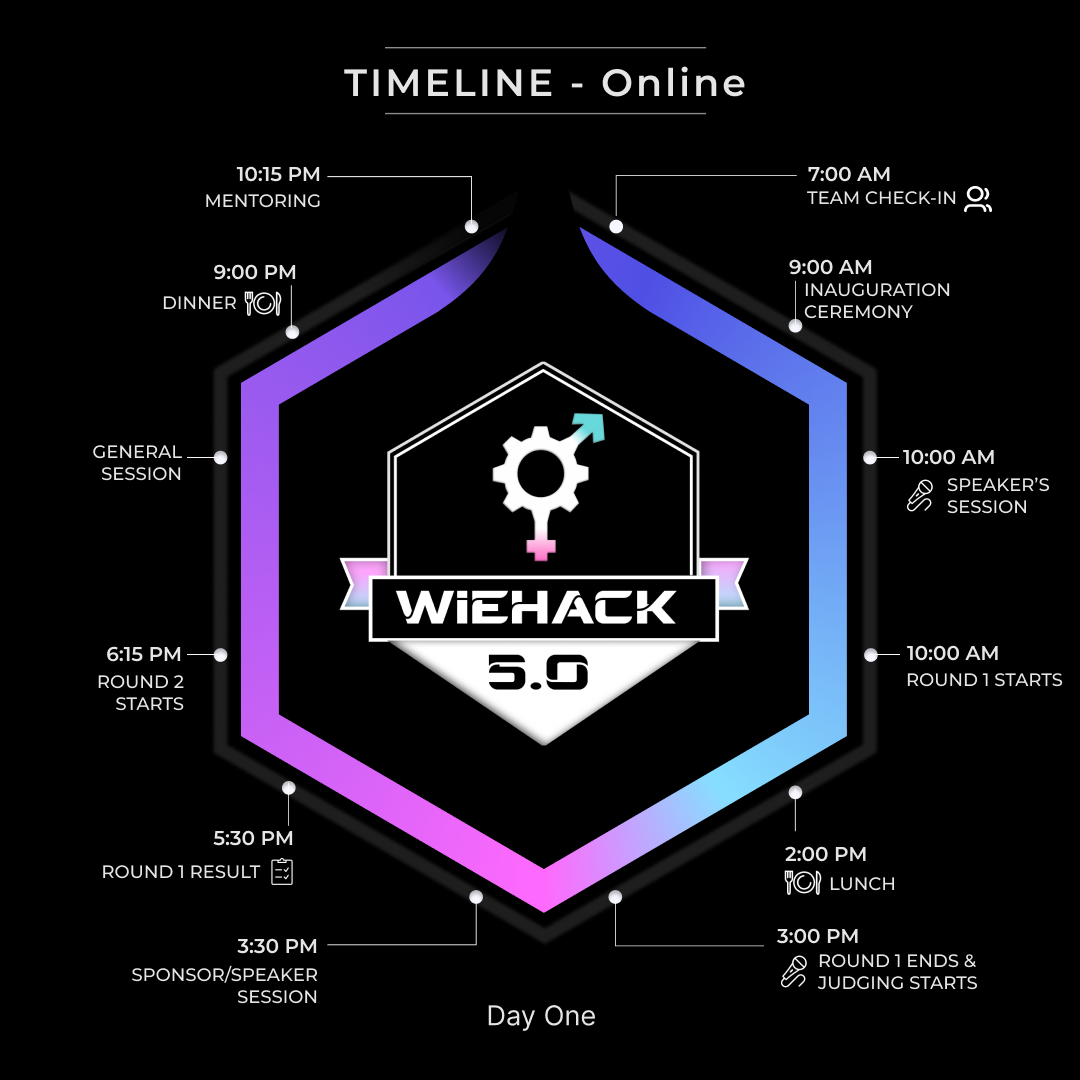 TIMELINE - Online
7:00 AM
TEAM CHECK-IN
9:00 AM
INAUGURATION
CEREMONY
10:00 AM
SPEAKER'S
SESSION
10:00 AM
ROUND 1 STARTS
2:00 PM
LUNCH
3:00 PM
ROUND 1 ENDS &
JUDGING STARTS
3:30 PM
SPONSOR/SPEAKER
SESSION
5:30 PM
ROUND 1 RESULT
6:15 PM
ROUND 2
STARTS
GENERAL
SESSION
9:00 PM
DINNER
10:15 PM
MENTORING
WiEHACK
5.0
Day One